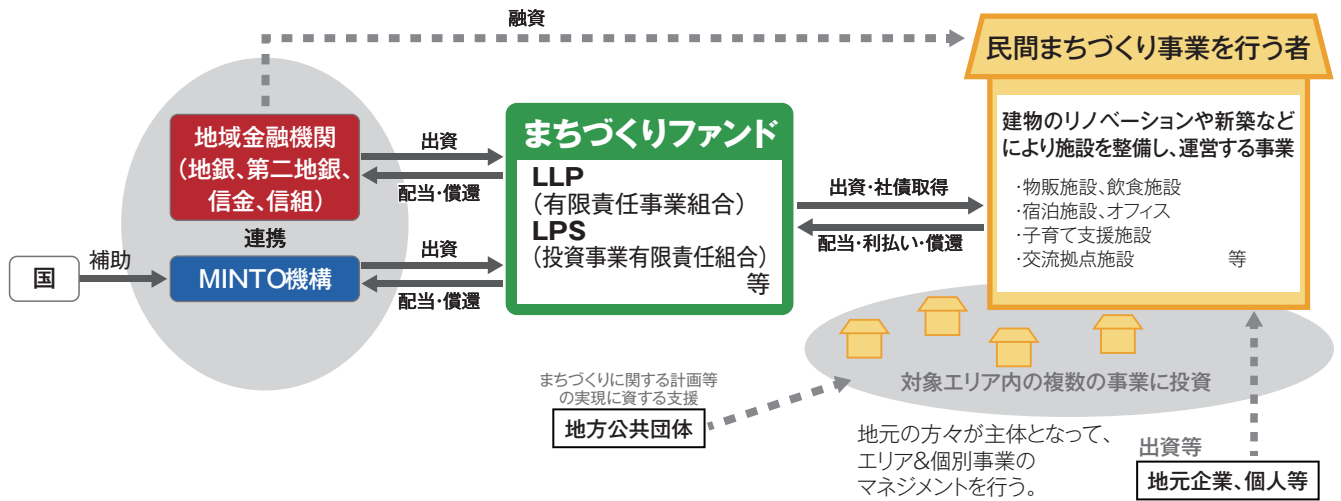 融資
民間まちづくり事業を行う者
建物のリノベーションや新築など
により施設を整備し、運営する事業
・物販施設、飲食施設
・宿泊施設、オフィス
・子育て支援施設
・交流拠点施設 等
地域金融機関
(地銀、第二地銀、
信金、信組)
連携
MINTO機構
国
補助
出資
配当・償還
出資
配当・償還
まちづくりファンド
LLP
(有限責任事業組合)
LPS
(投資事業有限責任組合)
等
出資・社債取得
配当・利払い・償還
対象エリア内の複数の事業に投資
まちづくりに関する計画等
の実現に資する支援
地方公共団体
地元の方々が主体となって、
エリア&個別事業の
マネジメントを行う。
出資等
地元企業、個人等